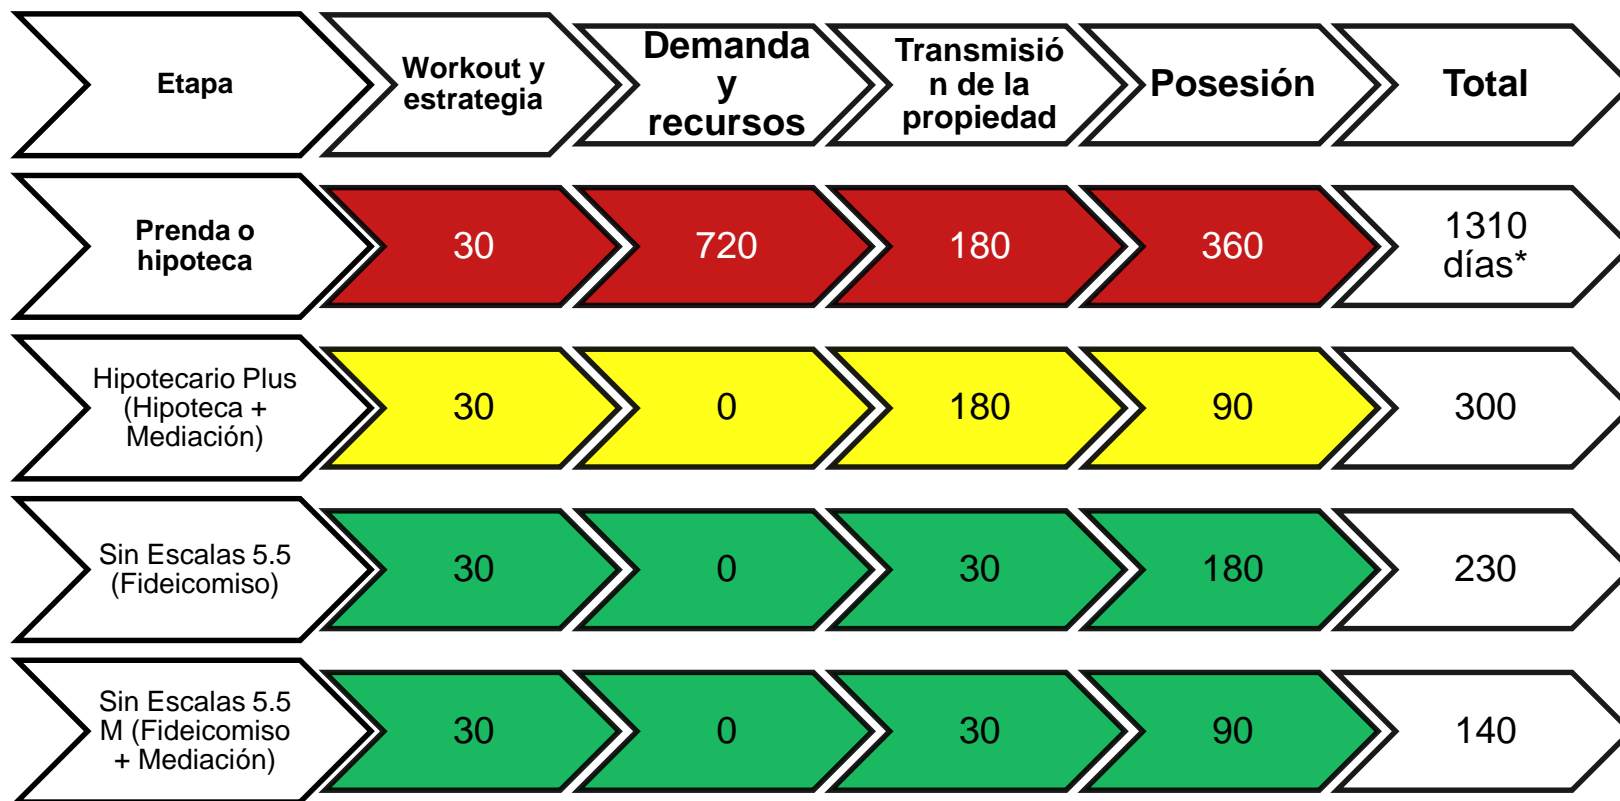 Etapa
Workout y
estrategia
Demanda
y
recursos
Transmisió
n de la
propiedad
Posesión
Total
Prenda o
hipoteca
30
720
180
360
1310
días*
Hipotecario Plus
(Hipoteca +
Mediación)
30
0
180
90
300
Sin Escalas 5.5
(Fideicomiso)
30
0
30
180
230
Sin Escalas 5.5
M (Fideicomiso
+ Mediación)
30
0
30
90
140